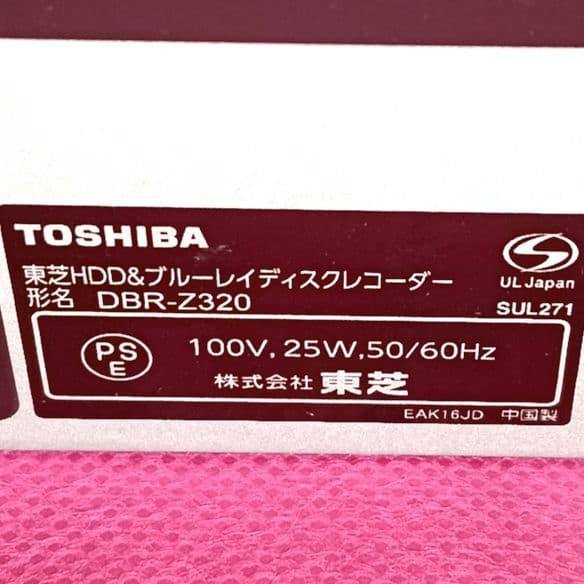 TOSHIBA
東芝HDD&ブルーレイディスクレコーダー
形名 DBR-Z320
UL Japan
SUL271
PSE
100V, 25W, 50/60Hz
株式会社 東芝
EAK16JD 中国製